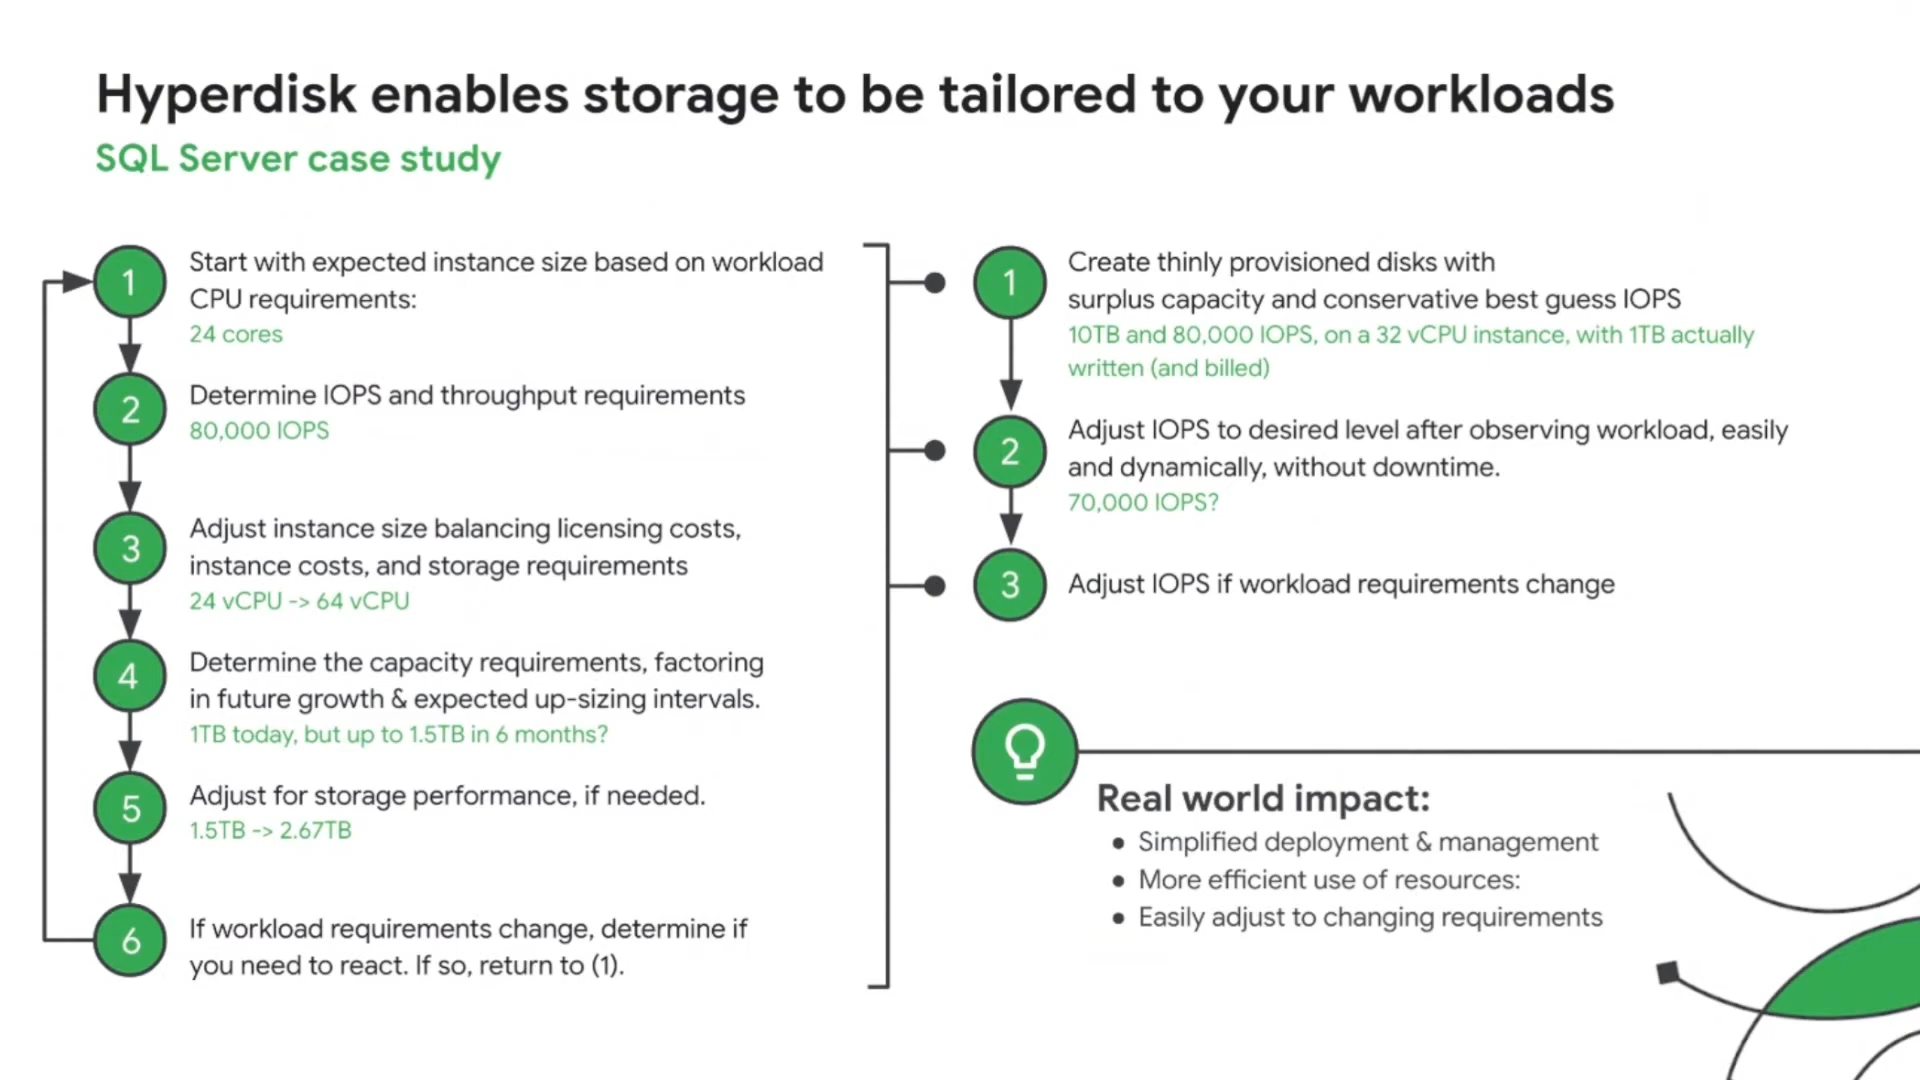 Hyperdisk enables storage to be tailored to your workloads
SQL Server case study
1
Start with expected instance size based on workload
CPU requirements:
24 cores
2
Determine IOPS and throughput requirements
80,000 IOPS
3
Adjust instance size balancing licensing costs,
instance costs, and storage requirements
24 vCPU -> 64 vCPU
4
Determine the capacity requirements, factoring
in future growth & expected up-sizing intervals.
1TB today, but up to 1.5TB in 6 months?
5
Adjust for storage performance, if needed.
1.5TB -> 2.67TB
6
If workload requirements change, determine if
you need to react. If so, return to (1).
1
Create thinly provisioned disks with
surplus capacity and conservative best guess IOPS
10TB and 80,000 IOPS, on a 32 vCPU instance, with 1TB actually
written (and billed)
2
Adjust IOPS to desired level after observing workload, easily
and dynamically, without downtime.
70,000 IOPS?
3
Adjust IOPS if workload requirements change
Real world impact:
● Simplified deployment & management
● More efficient use of resources:
● Easily adjust to changing requirements